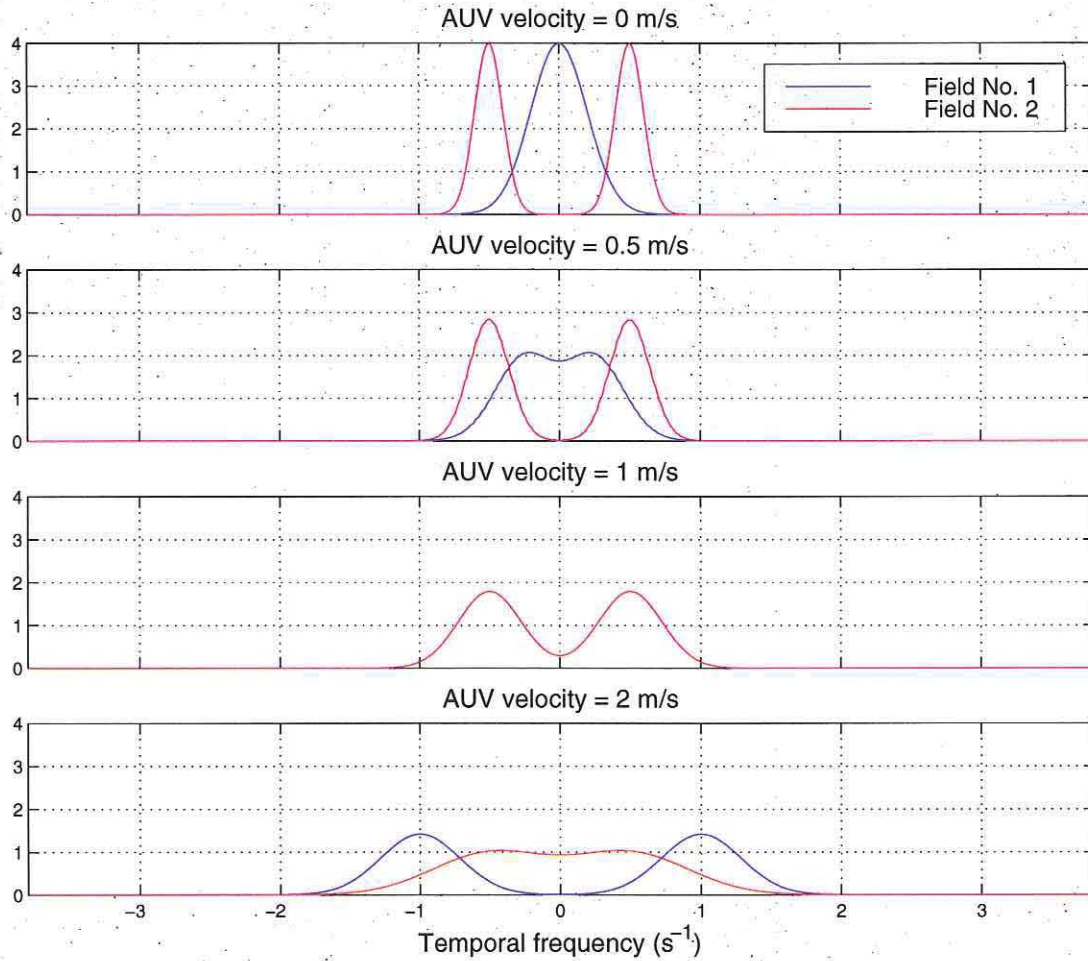 AUV velocity = 0 m/s
4
3
2
1
0
Field No. 1
Field No. 2
AUV velocity = 0.5 m/s
4
3
2
1
0
AUV velocity = 1 m/s
4
3
2
1
0
AUV velocity = 2 m/s
4
3
2
1
0
−3 −2 −1 0 1 2 3
Temporal frequency (s⁻¹)